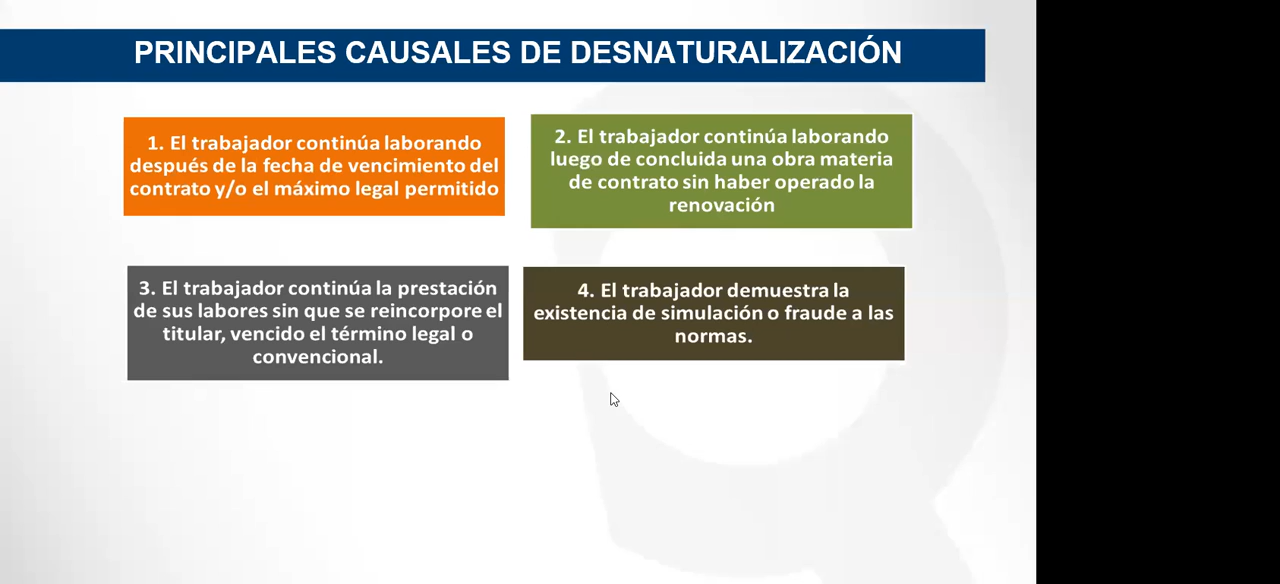 PRINCIPALES CAUSALES DE DESNATURALIZACIÓN
1. El trabajador continúa laborando
después de la fecha de vencimiento del
contrato y/o el máximo legal permitido
2. El trabajador continúa laborando
luego de concluida una obra materia
de contrato sin haber operado la
renovación
3. El trabajador continúa la prestación
de sus labores sin que se reincorpore el
titular, vencido el término legal o
convencional.
4. El trabajador demuestra la
existencia de simulación o fraude a las
normas.